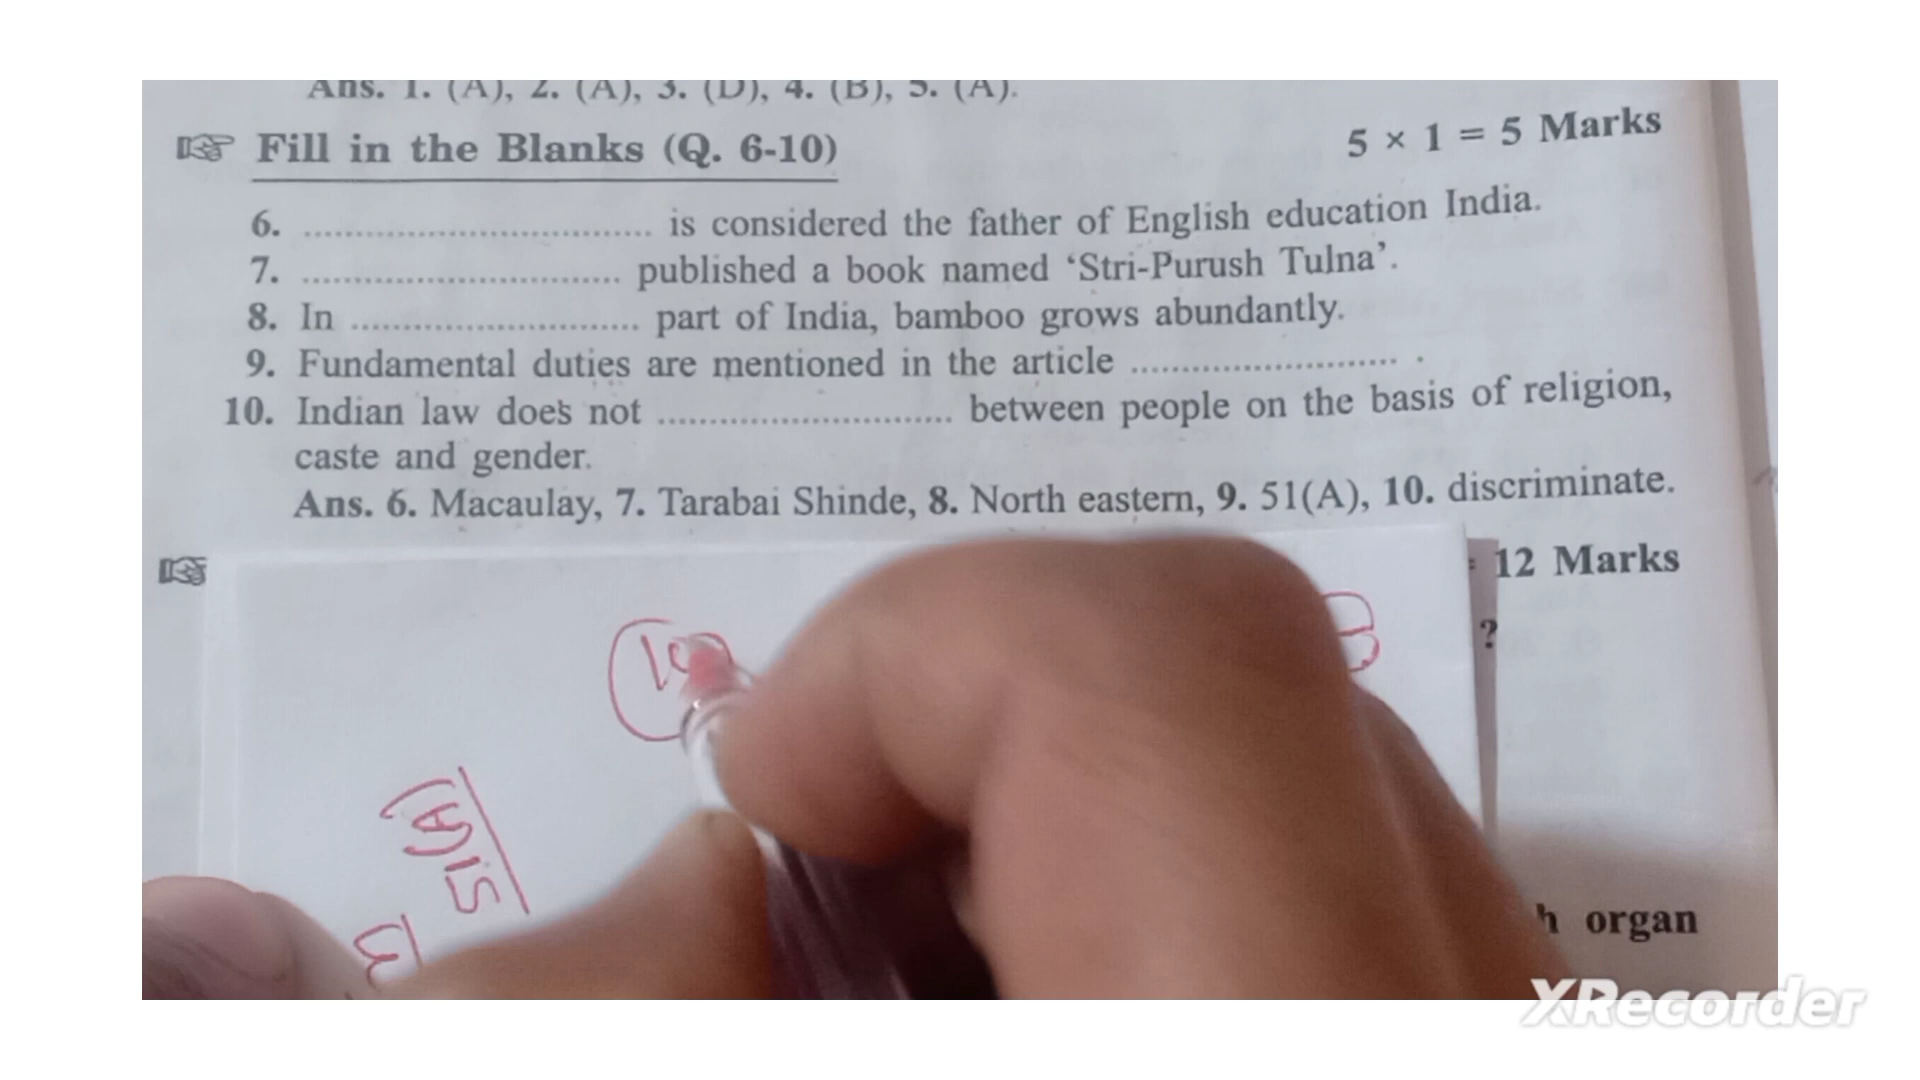 Ans. 1. (A), 2. (A), 3. (D), 4. (B), 5. (A).
Fill in the Blanks (Q. 6-10) 5 × 1 = 5 Marks
6. .................................. is considered the father of English education India.
7. ............................... published a book named ‘Stri-Purush Tulna’.
8. In ............................ part of India, bamboo grows abundantly.
9. Fundamental duties are mentioned in the article .......................... .
10. Indian law does not ............................. between people on the basis of religion,
caste and gender.
Ans. 6. Macaulay, 7. Tarabai Shinde, 8. North eastern, 9. 51(A), 10. discriminate.
= 12 Marks
?
51(A)
h organ
XRecorder